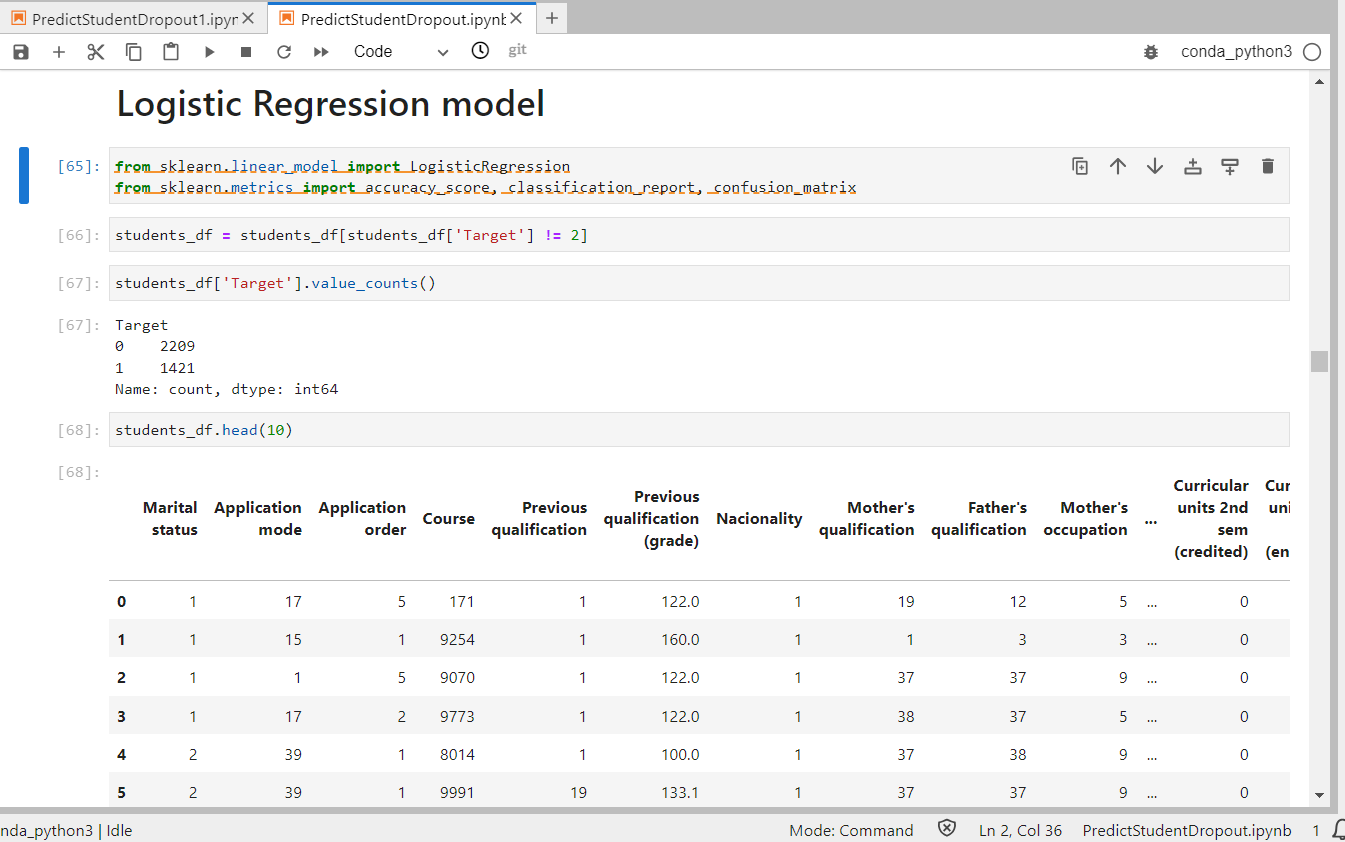 PredictStudentDropout1.ipyn
PredictStudentDropout.ipynb
Code
git
conda_python3
Logistic Regression model
[65]: from sklearn.linear_model import LogisticRegression
from sklearn.metrics import accuracy_score, classification_report, confusion_matrix
[66]: students_df = students_df[students_df['Target'] != 2]
[67]: students_df['Target'].value_counts()
[67]: Target
0 2209
1 1421
Name: count, dtype: int64
[68]: students_df.head(10)
[68]:
Marital status Application mode Application order Course Previous qualification Previous qualification (grade) Nacionality Mother's qualification Father's qualification Mother's occupation ... Curricular units 2nd sem (credited) Cur uni (en
0 1 17 5 171 1 122.0 1 19 12 5 ... 0
1 1 15 1 9254 1 160.0 1 1 3 3 ... 0
2 1 1 5 9070 1 122.0 1 37 37 9 ... 0
3 1 17 2 9773 1 122.0 1 38 37 5 ... 0
4 2 39 1 8014 1 100.0 1 37 38 9 ... 0
5 2 39 1 9991 19 133.1 1 37 37 9 ... 0
nda_python3 | Idle
Mode: Command
Ln 2, Col 36
PredictStudentDropout.ipynb
1